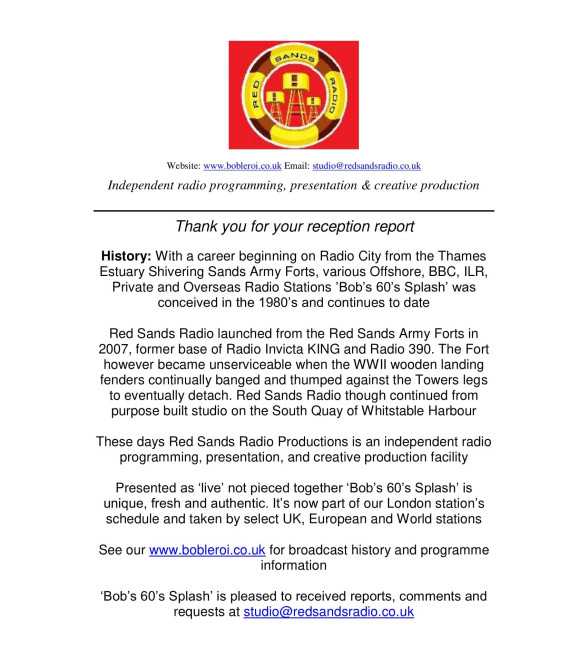 RED SANDS RADIO
Website: www.bobleroi.co.uk Email: studio@redsandsradio.co.uk
Independent radio programming, presentation & creative production
Thank you for your reception report
History: With a career beginning on Radio City from the Thames
Estuary Shivering Sands Army Forts, various Offshore, BBC, ILR,
Private and Overseas Radio Stations ’Bob’s 60’s Splash’ was
conceived in the 1980’s and continues to date
Red Sands Radio launched from the Red Sands Army Forts in
2007, former base of Radio Invicta KING and Radio 390. The Fort
however became unserviceable when the WWII wooden landing
fenders continually banged and thumped against the Towers legs
to eventually detach. Red Sands Radio though continued from
purpose built studio on the South Quay of Whitstable Harbour
These days Red Sands Radio Productions is an independent radio
programming, presentation, and creative production facility
Presented as ‘live’ not pieced together ‘Bob’s 60’s Splash’ is
unique, fresh and authentic. It’s now part of our London station’s
schedule and taken by select UK, European and World stations
See our www.bobleroi.co.uk for broadcast history and programme
information
‘Bob’s 60’s Splash’ is pleased to received reports, comments and
requests at studio@redsandsradio.co.uk